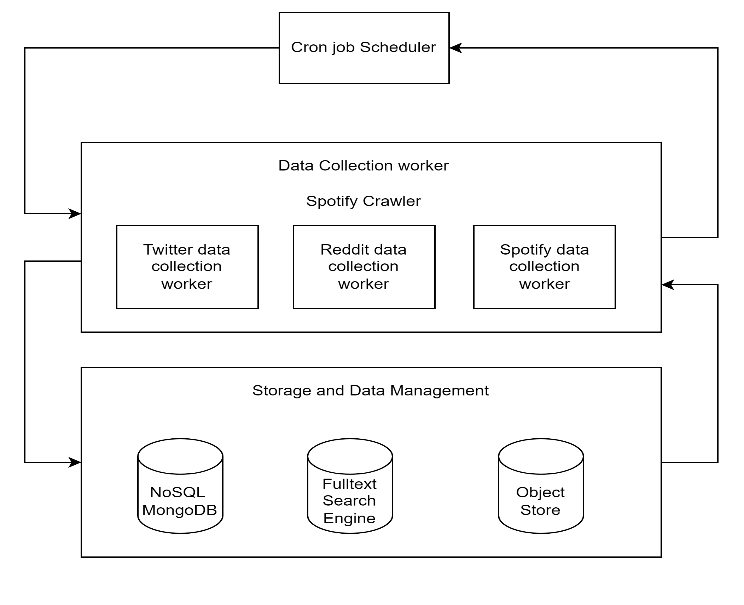 Cron job Scheduler
Data Collection worker
Spotify Crawler
Twitter data
collection
worker
Reddit data
collection
worker
Spotify data
collection
worker
Storage and Data Management
NoSQL
MongoDB
Fulltext
Search
Engine
Object
Store